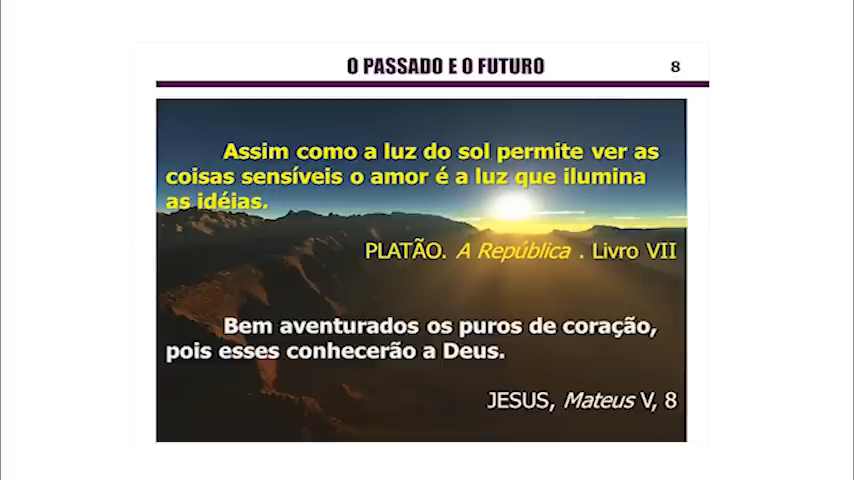 O PASSADO E O FUTURO
8
Assim como a luz do sol permite ver as
coisas sensíveis o amor é a luz que ilumina
as idéias.
PLATÃO. A República . Livro VII
Bem aventurados os puros de coração,
pois esses conhecerão a Deus.
JESUS, Mateus V, 8